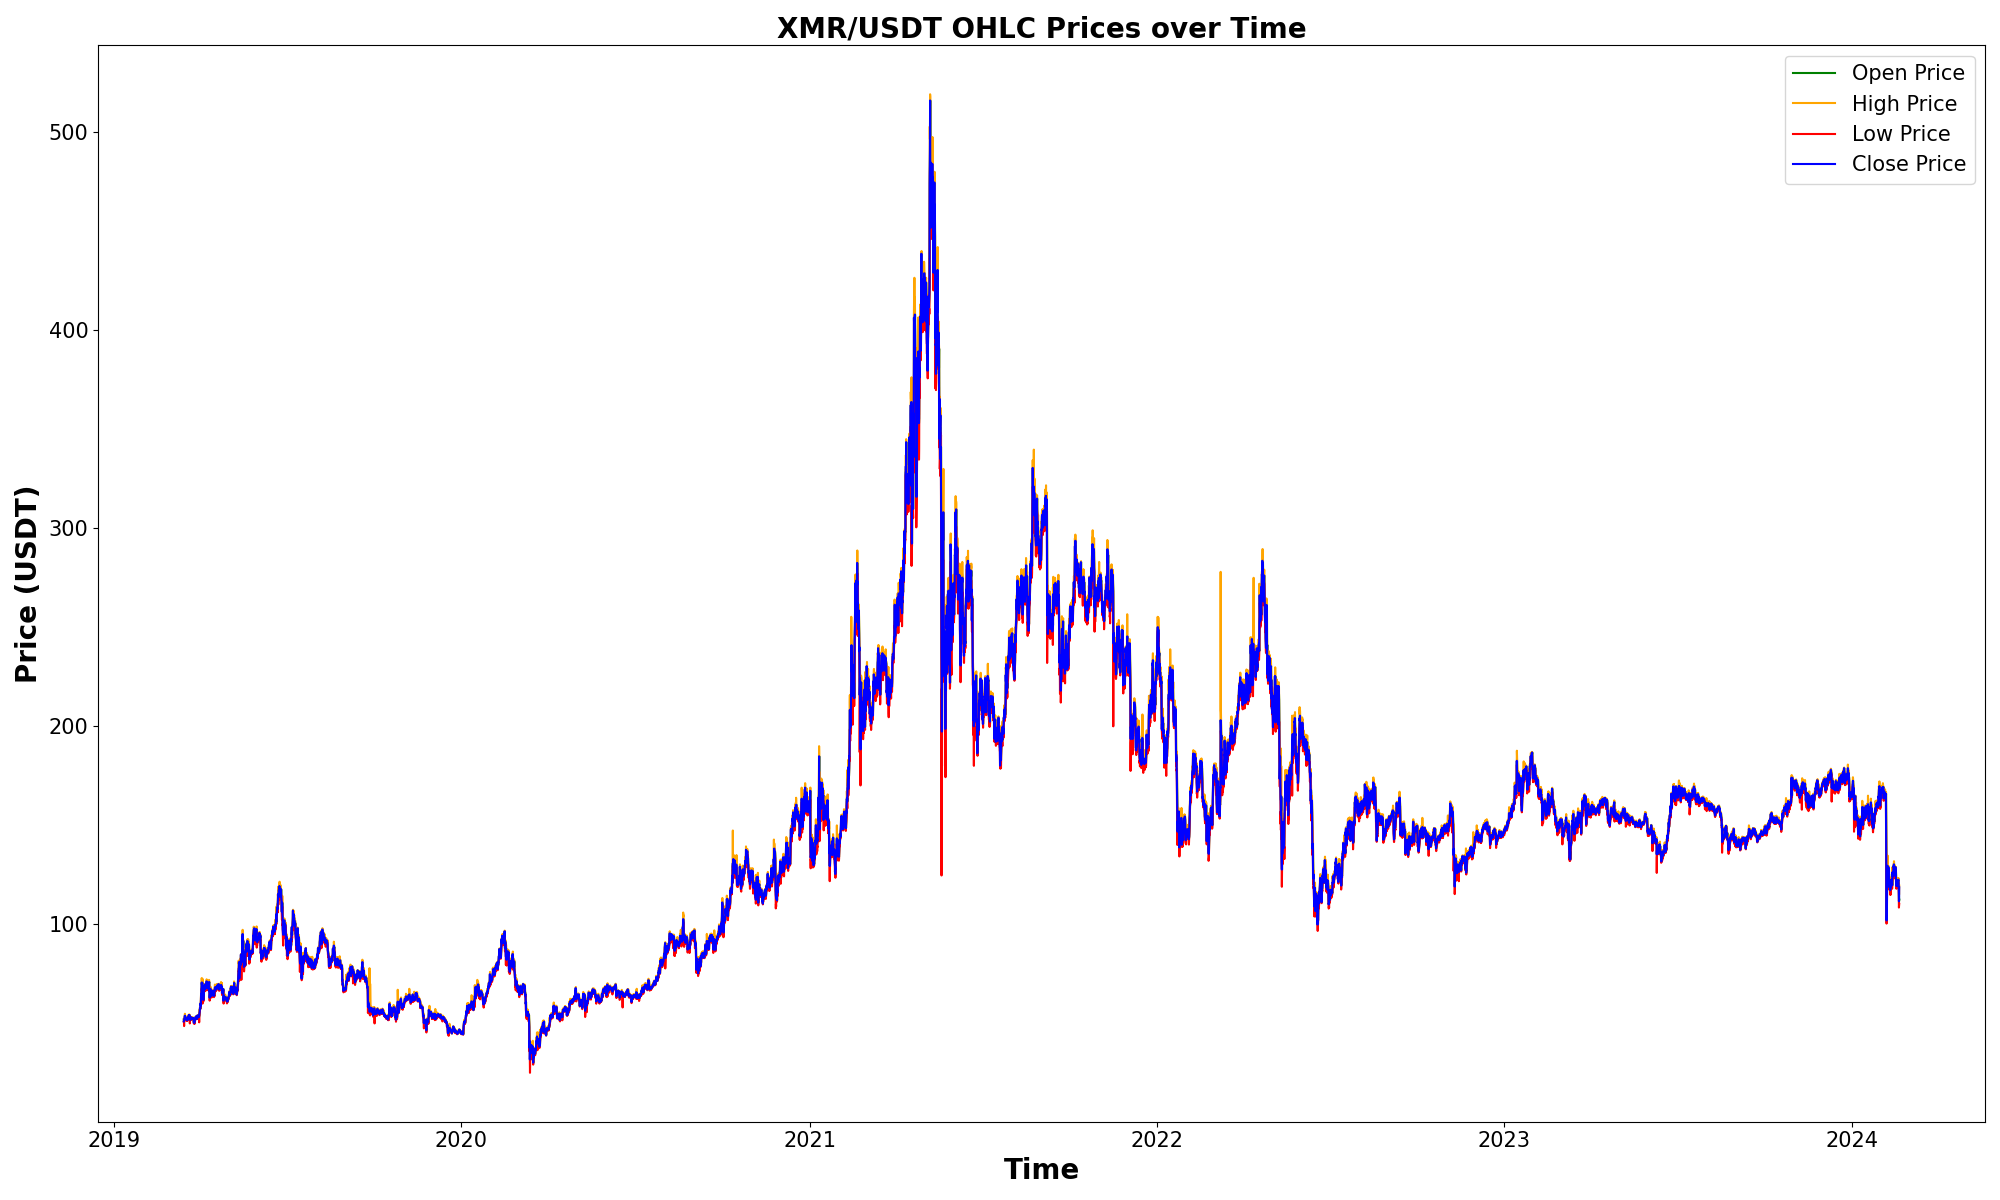 XMR/USDT OHLC Prices over Time
Open Price
High Price
Low Price
Close Price
Price (USDT)
500
400
300
200
100
2019
2020
2021
2022
2023
2024
Time